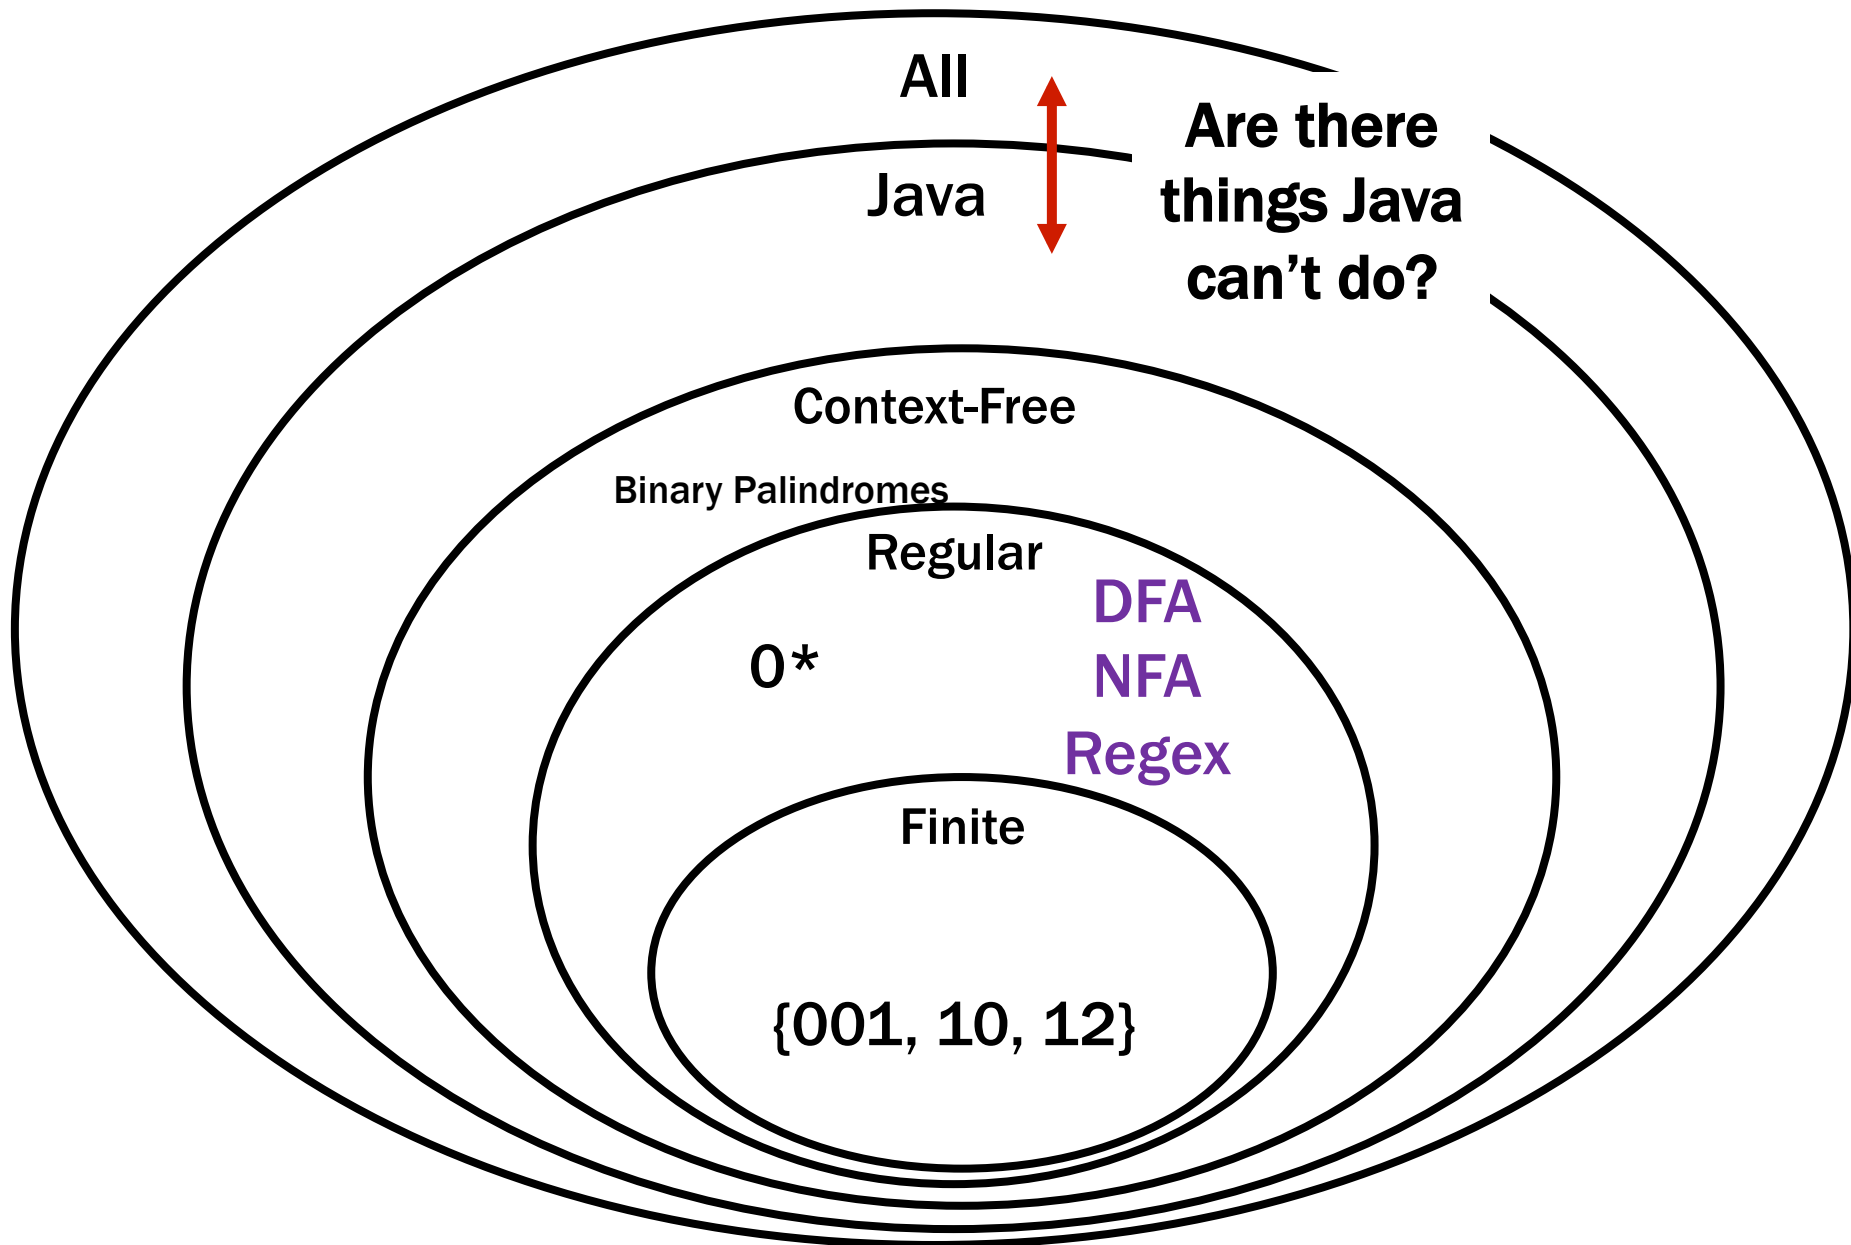 All
Are there
things Java
can’t do?
Java
Context-Free
Binary Palindromes
Regular
DFA
0*
NFA
Regex
Finite
{001, 10, 12}